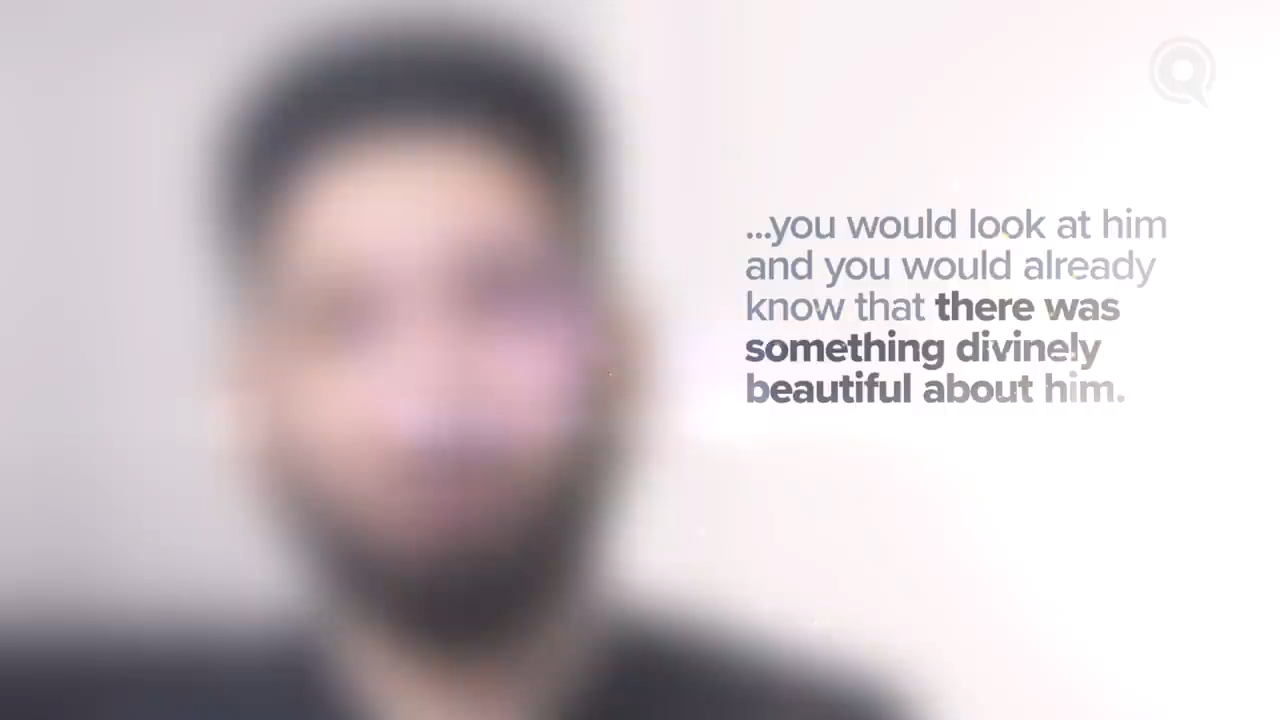 ...you would look at him
and you would already
know that there was
something divinely
beautiful about him.